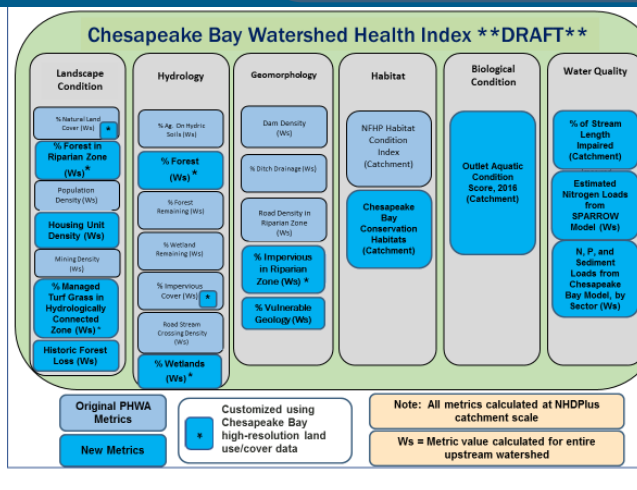 Chesapeake Bay Watershed Health Index **DRAFT**
Landscape
Condition
% Natural Land
Cover (Ws)
*
% Forest in
Riparian Zone
(Ws)*
Population
Density (Ws)
Housing Unit
Density (Ws)
Mining Density
(Ws)
% Managed
Turf Grass in
Hydrologically
Connected
Zone (Ws) *
Historic Forest
Loss (Ws)
Hydrology
% Ag. On Hydric
Soils (Ws)
% Forest
(Ws) *
% Forest
Remaining (Ws)
% Wetland
Remaining (Ws)
% Impervious
Cover (Ws)
*
Road Stream
Crossing Density
(Ws)
% Wetlands
(Ws) *
Geomorphology
Dam Density
(Ws)
% Ditch Drainage (Ws)
Road Density in
Riparian Zone
(Ws)
% Impervious
in Riparian
Zone (Ws) *
% Vulnerable
Geology (Ws)
Habitat
NFHP Habitat
Condition
Index
(Catchment)
Chesapeake
Bay
Conservation
Habitats
(Catchment)
Biological
Condition
Outlet Aquatic
Condition
Score, 2016
(Catchment)
Water Quality
% of Stream
Length
Impaired
(Catchment)
Estimated
Nitrogen Loads
from
SPARROW
Model (Ws)
N, P, and
Sediment
Loads from
Chesapeake
Bay Model, by
Sector (Ws)
Original PHWA
Metrics
New Metrics
*
Customized using
Chesapeake Bay
high-resolution land
use/cover data
Note: All metrics calculated at NHDPlus
catchment scale
Ws = Metric value calculated for entire
upstream watershed